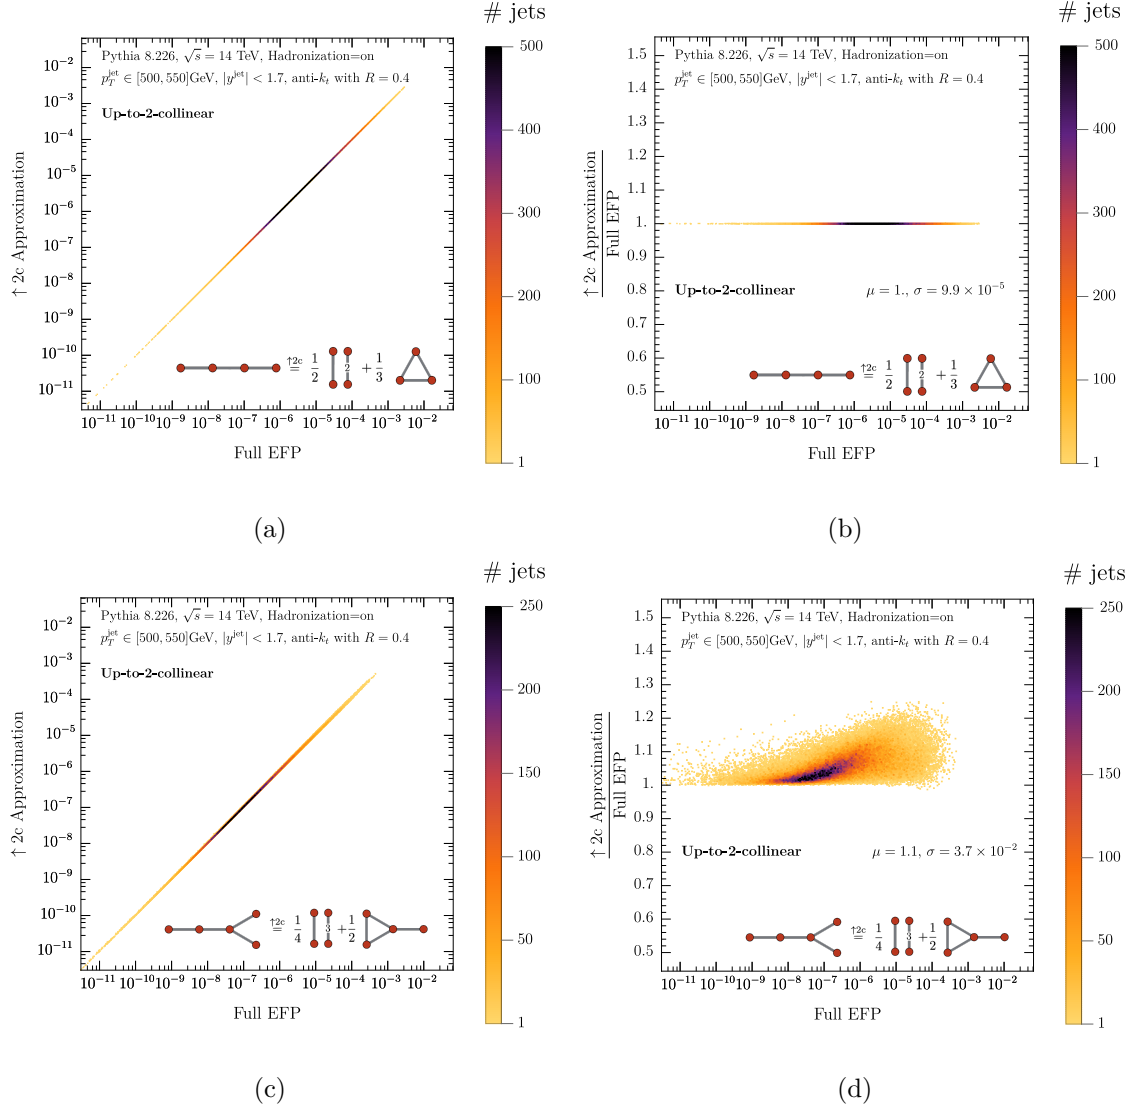 # jets
Pythia 8.226, √s = 14 TeV, Hadronization=on
p_T^jet ∈ [500, 550]GeV, |y^jet| < 1.7, anti-k_t with R = 0.4
Up-to-2-collinear
↑ 2c Approximation
10^−2
10^−3
10^−4
10^−5
10^−6
10^−7
10^−8
10^−9
10^−10
10^−11
↑2c = 1/2 2 + 1/3
10^−11 10^−10 10^−9 10^−8 10^−7 10^−6 10^−5 10^−4 10^−3 10^−2
Full EFP
500
400
300
200
100
1
(a)
# jets
Pythia 8.226, √s = 14 TeV, Hadronization=on
p_T^jet ∈ [500, 550]GeV, |y^jet| < 1.7, anti-k_t with R = 0.4
↑ 2c Approximation
Full EFP
1.5
1.4
1.3
1.2
1.1
1
0.9
0.8
0.7
0.6
0.5
Up-to-2-collinear μ = 1., σ = 9.9 × 10^−5
↑2c = 1/2 2 + 1/3
10^−11 10^−10 10^−9 10^−8 10^−7 10^−6 10^−5 10^−4 10^−3 10^−2
Full EFP
500
400
300
200
100
1
(b)
# jets
Pythia 8.226, √s = 14 TeV, Hadronization=on
p_T^jet ∈ [500, 550]GeV, |y^jet| < 1.7, anti-k_t with R = 0.4
Up-to-2-collinear
↑ 2c Approximation
10^−2
10^−3
10^−4
10^−5
10^−6
10^−7
10^−8
10^−9
10^−10
10^−11
↑2c = 1/4 3 + 1/2
10^−11 10^−10 10^−9 10^−8 10^−7 10^−6 10^−5 10^−4 10^−3 10^−2
Full EFP
250
200
150
100
50
1
(c)
# jets
Pythia 8.226, √s = 14 TeV, Hadronization=on
p_T^jet ∈ [500, 550]GeV, |y^jet| < 1.7, anti-k_t with R = 0.4
↑ 2c Approximation
Full EFP
1.5
1.4
1.3
1.2
1.1
1
0.9
0.8
0.7
0.6
0.5
Up-to-2-collinear μ = 1.1, σ = 3.7 × 10^−2
↑2c = 1/4 3 + 1/2
10^−11 10^−10 10^−9 10^−8 10^−7 10^−6 10^−5 10^−4 10^−3 10^−2
Full EFP
250
200
150
100
50
1
(d)